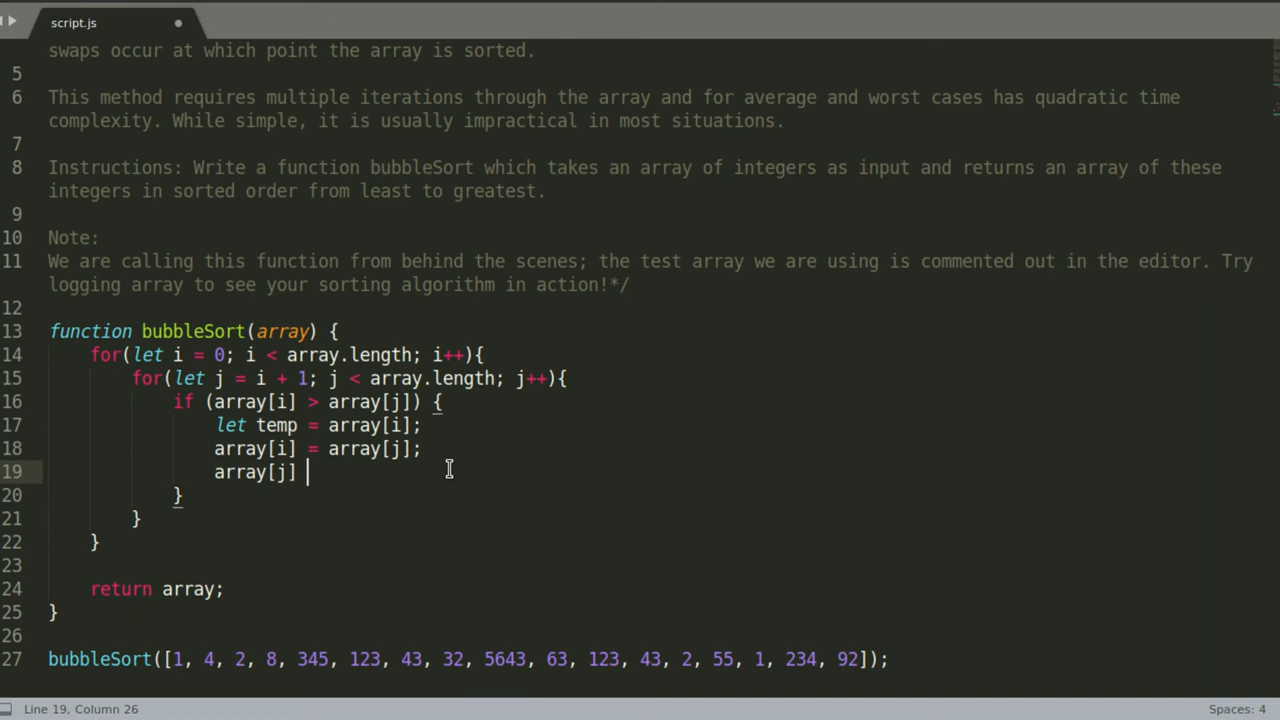 script.js
swaps occur at which point the array is sorted.
5
6 This method requires multiple iterations through the array and for average and worst cases has quadratic time
complexity. While simple, it is usually impractical in most situations.
7
8 Instructions: Write a function bubbleSort which takes an array of integers as input and returns an array of these
integers in sorted order from least to greatest.
9
10 Note:
11 We are calling this function from behind the scenes; the test array we are using is commented out in the editor. Try
logging array to see your sorting algorithm in action!*/
12
13 function bubbleSort(array) {
14     for(let i = 0; i < array.length; i++){
15         for(let j = i + 1; j < array.length; j++){
16             if (array[i] > array[j]) {
17                 let temp = array[i];
18                 array[i] = array[j];
19                 array[j]
20             }
21         }
22     }
23
24     return array;
25 }
26
27 bubbleSort([1, 4, 2, 8, 345, 123, 43, 32, 5643, 63, 123, 43, 2, 55, 1, 234, 92]);
Line 19, Column 26
Spaces: 4